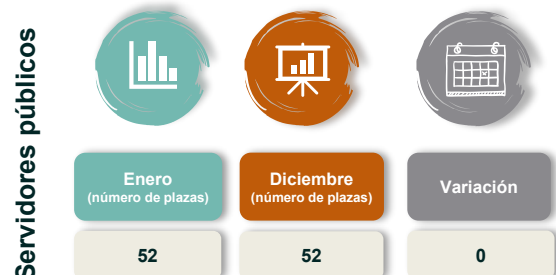 Servidores públicos
Enero
(número de plazas)
Diciembre
(número de plazas)
Variación
52
52
0